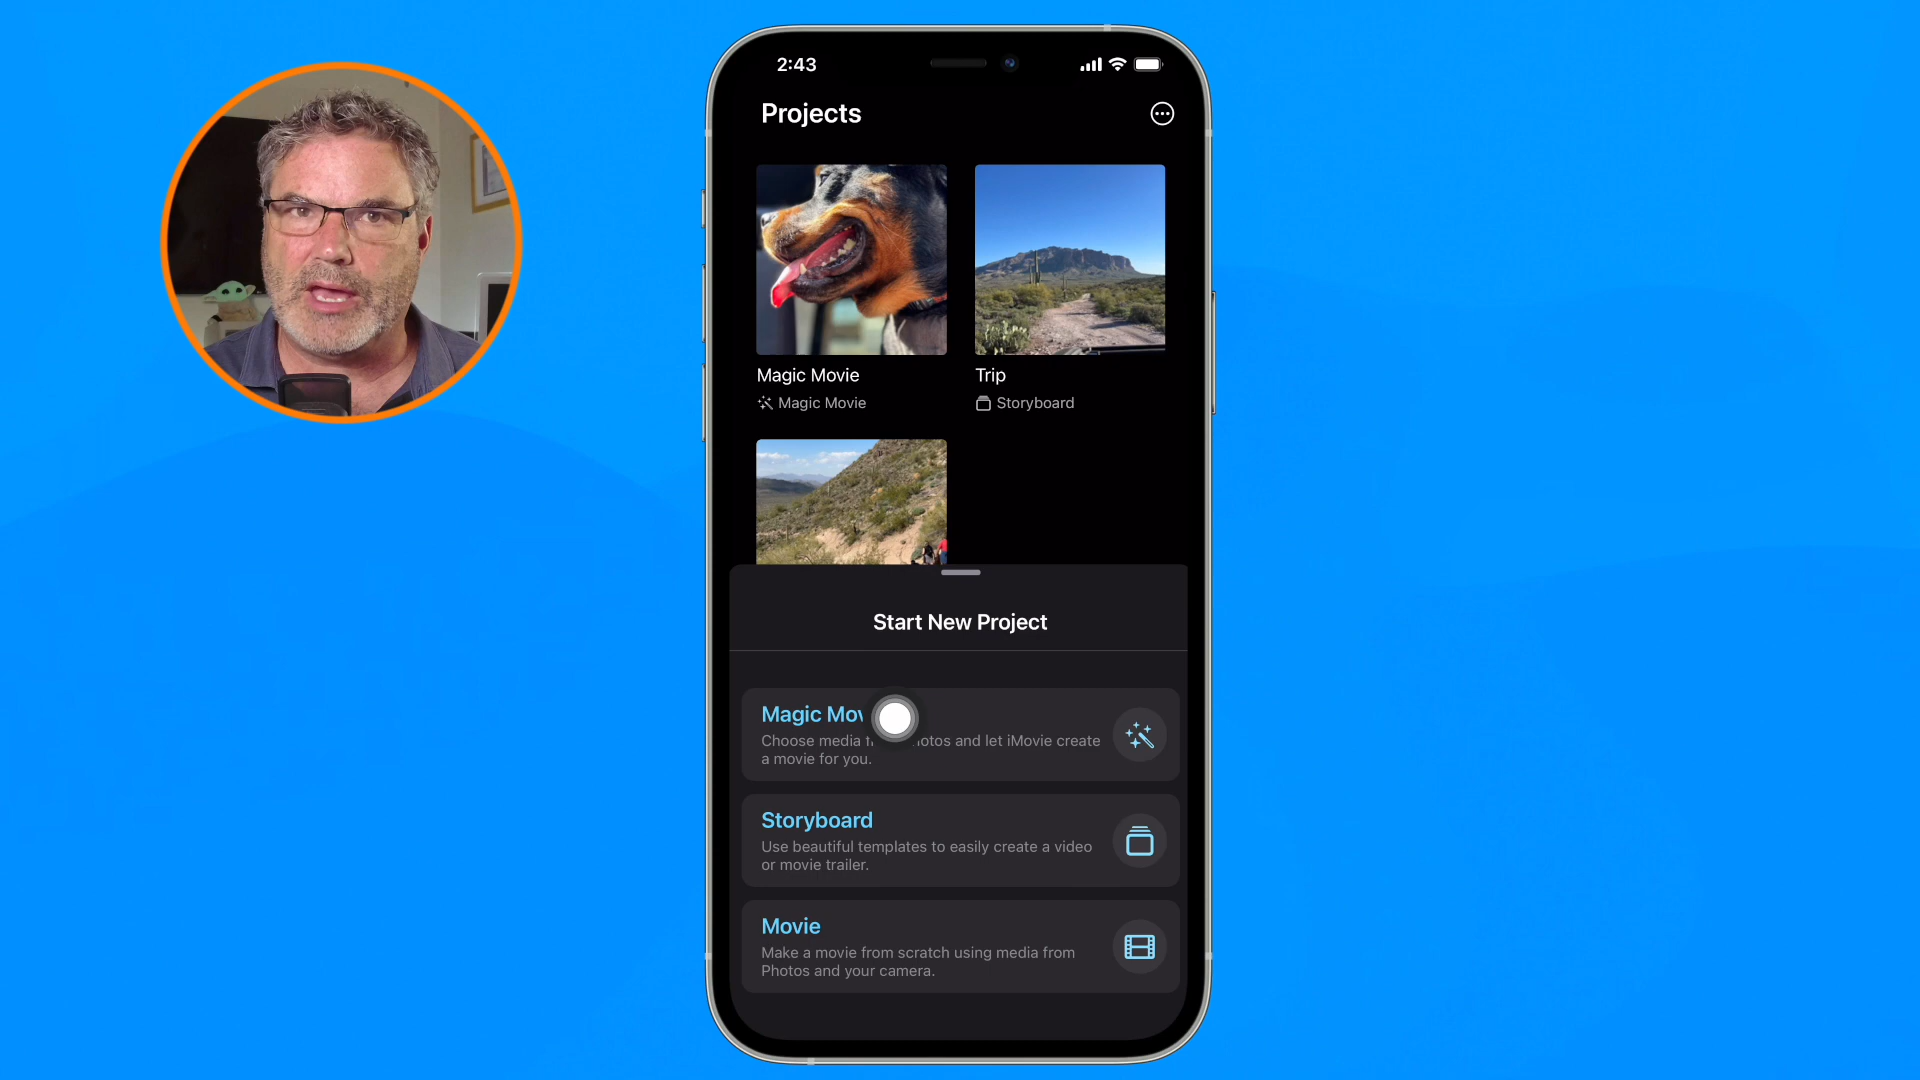 2:43
Projects
Magic Movie
Magic Movie
Trip
Storyboard
Start New Project
Magic Mov
Choose media f otos and let iMovie create
a movie for you.
Storyboard
Use beautiful templates to easily create a video
or movie trailer.
Movie
Make a movie from scratch using media from
Photos and your camera.